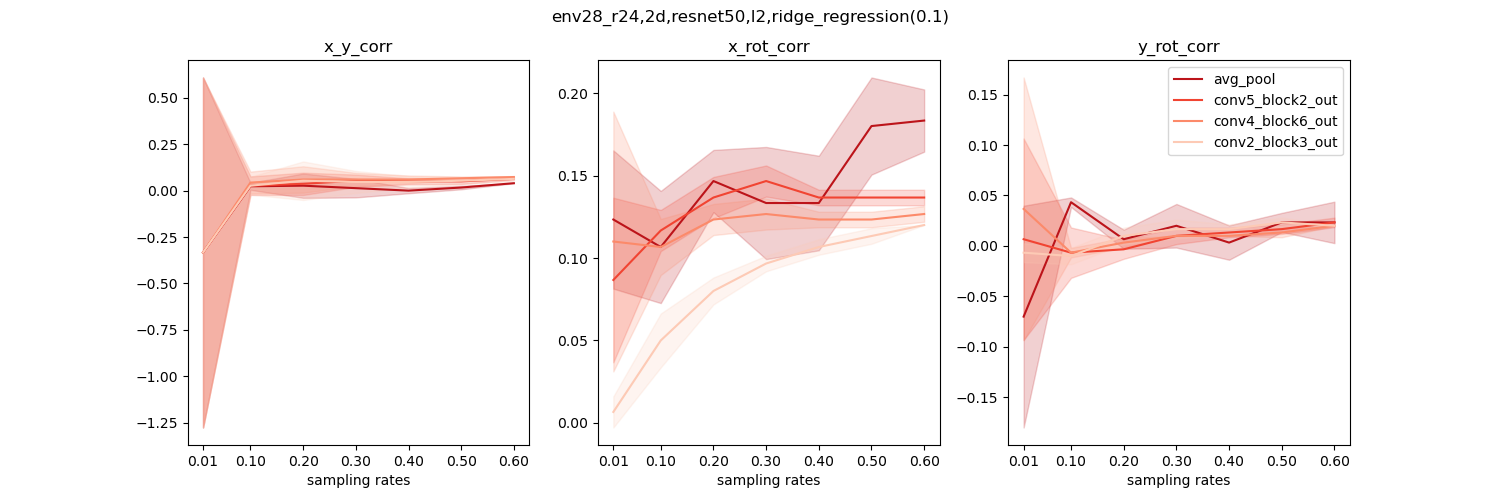 env28_r24,2d,resnet50,l2,ridge_regression(0.1)
x_y_corr
0.50
0.25
0.00
−0.25
−0.50
−0.75
−1.00
−1.25
0.01 0.10 0.20 0.30 0.40 0.50 0.60
sampling rates
x_rot_corr
0.20
0.15
0.10
0.05
0.00
0.01 0.10 0.20 0.30 0.40 0.50 0.60
sampling rates
y_rot_corr
avg_pool
conv5_block2_out
conv4_block6_out
conv2_block3_out
0.15
0.10
0.05
0.00
−0.05
−0.10
−0.15
0.01 0.10 0.20 0.30 0.40 0.50 0.60
sampling rates